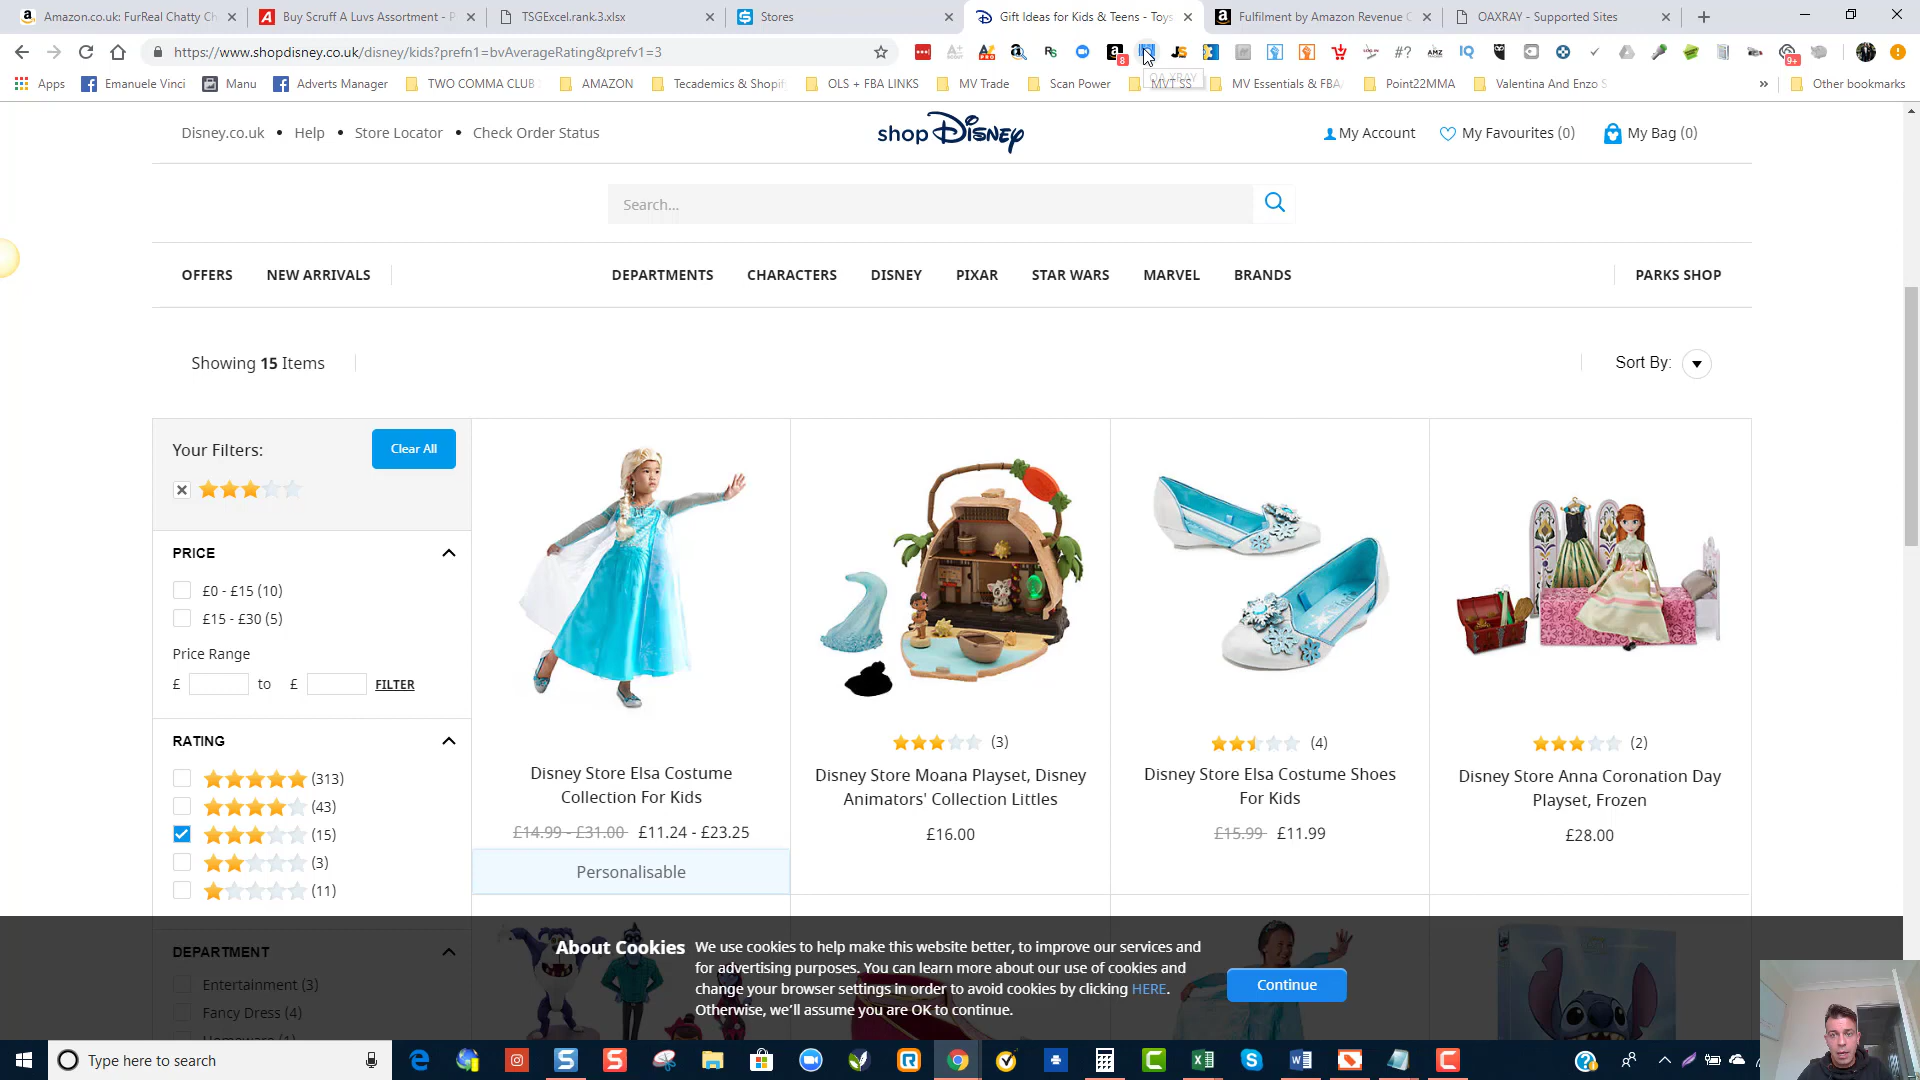 Amazon.co.uk: FurReal Chatty Ch
Buy Scruff A Luvs Assortment - P
TSGExcel.rank.3.xlsx
Stores
Gift Ideas for Kids & Teens - Toys
Fulfilment by Amazon Revenue C
OAXRAY - Supported Sites
https://www.shopdisney.co.uk/disney/kids?prefn1=bvAverageRating&prefv1=3
Apps
Emanuele Vinci
Manu
Adverts Manager
TWO COMMA CLUB
AMAZON
Tecademics & Shopif
OLS + FBA LINKS
MV Trade
Scan Power
MVT SS
MV Essentials & FBA
Point22MMA
Valentina And Enzo S
Other bookmarks
OA XRAY
Disney.co.uk • Help • Store Locator • Check Order Status
shop Disney
My Account
My Favourites (0)
My Bag (0)
Search...
OFFERS
NEW ARRIVALS
DEPARTMENTS
CHARACTERS
DISNEY
PIXAR
STAR WARS
MARVEL
BRANDS
PARKS SHOP
Showing 15 Items
Sort By:
Your Filters:
Clear All
PRICE
£0 - £15 (10)
£15 - £30 (5)
Price Range
£ to £ FILTER
RATING
(313)
(43)
(15)
(3)
(11)
DEPARTMENT
Entertainment (3)
Fancy Dress (4)
Homeware (1)
Disney Store Elsa Costume
Collection For Kids
£14.99 - £31.00 £11.24 - £23.25
Personalisable
(3)
Disney Store Moana Playset, Disney
Animators' Collection Littles
£16.00
(4)
Disney Store Elsa Costume Shoes
For Kids
£15.99 £11.99
(2)
Disney Store Anna Coronation Day
Playset, Frozen
£28.00
About Cookies
We use cookies to help make this website better, to improve our services and
for advertising purposes. You can learn more about our use of cookies and
change your browser settings in order to avoid cookies by clicking HERE.
Otherwise, we'll assume you are OK to continue.
Continue
Type here to search